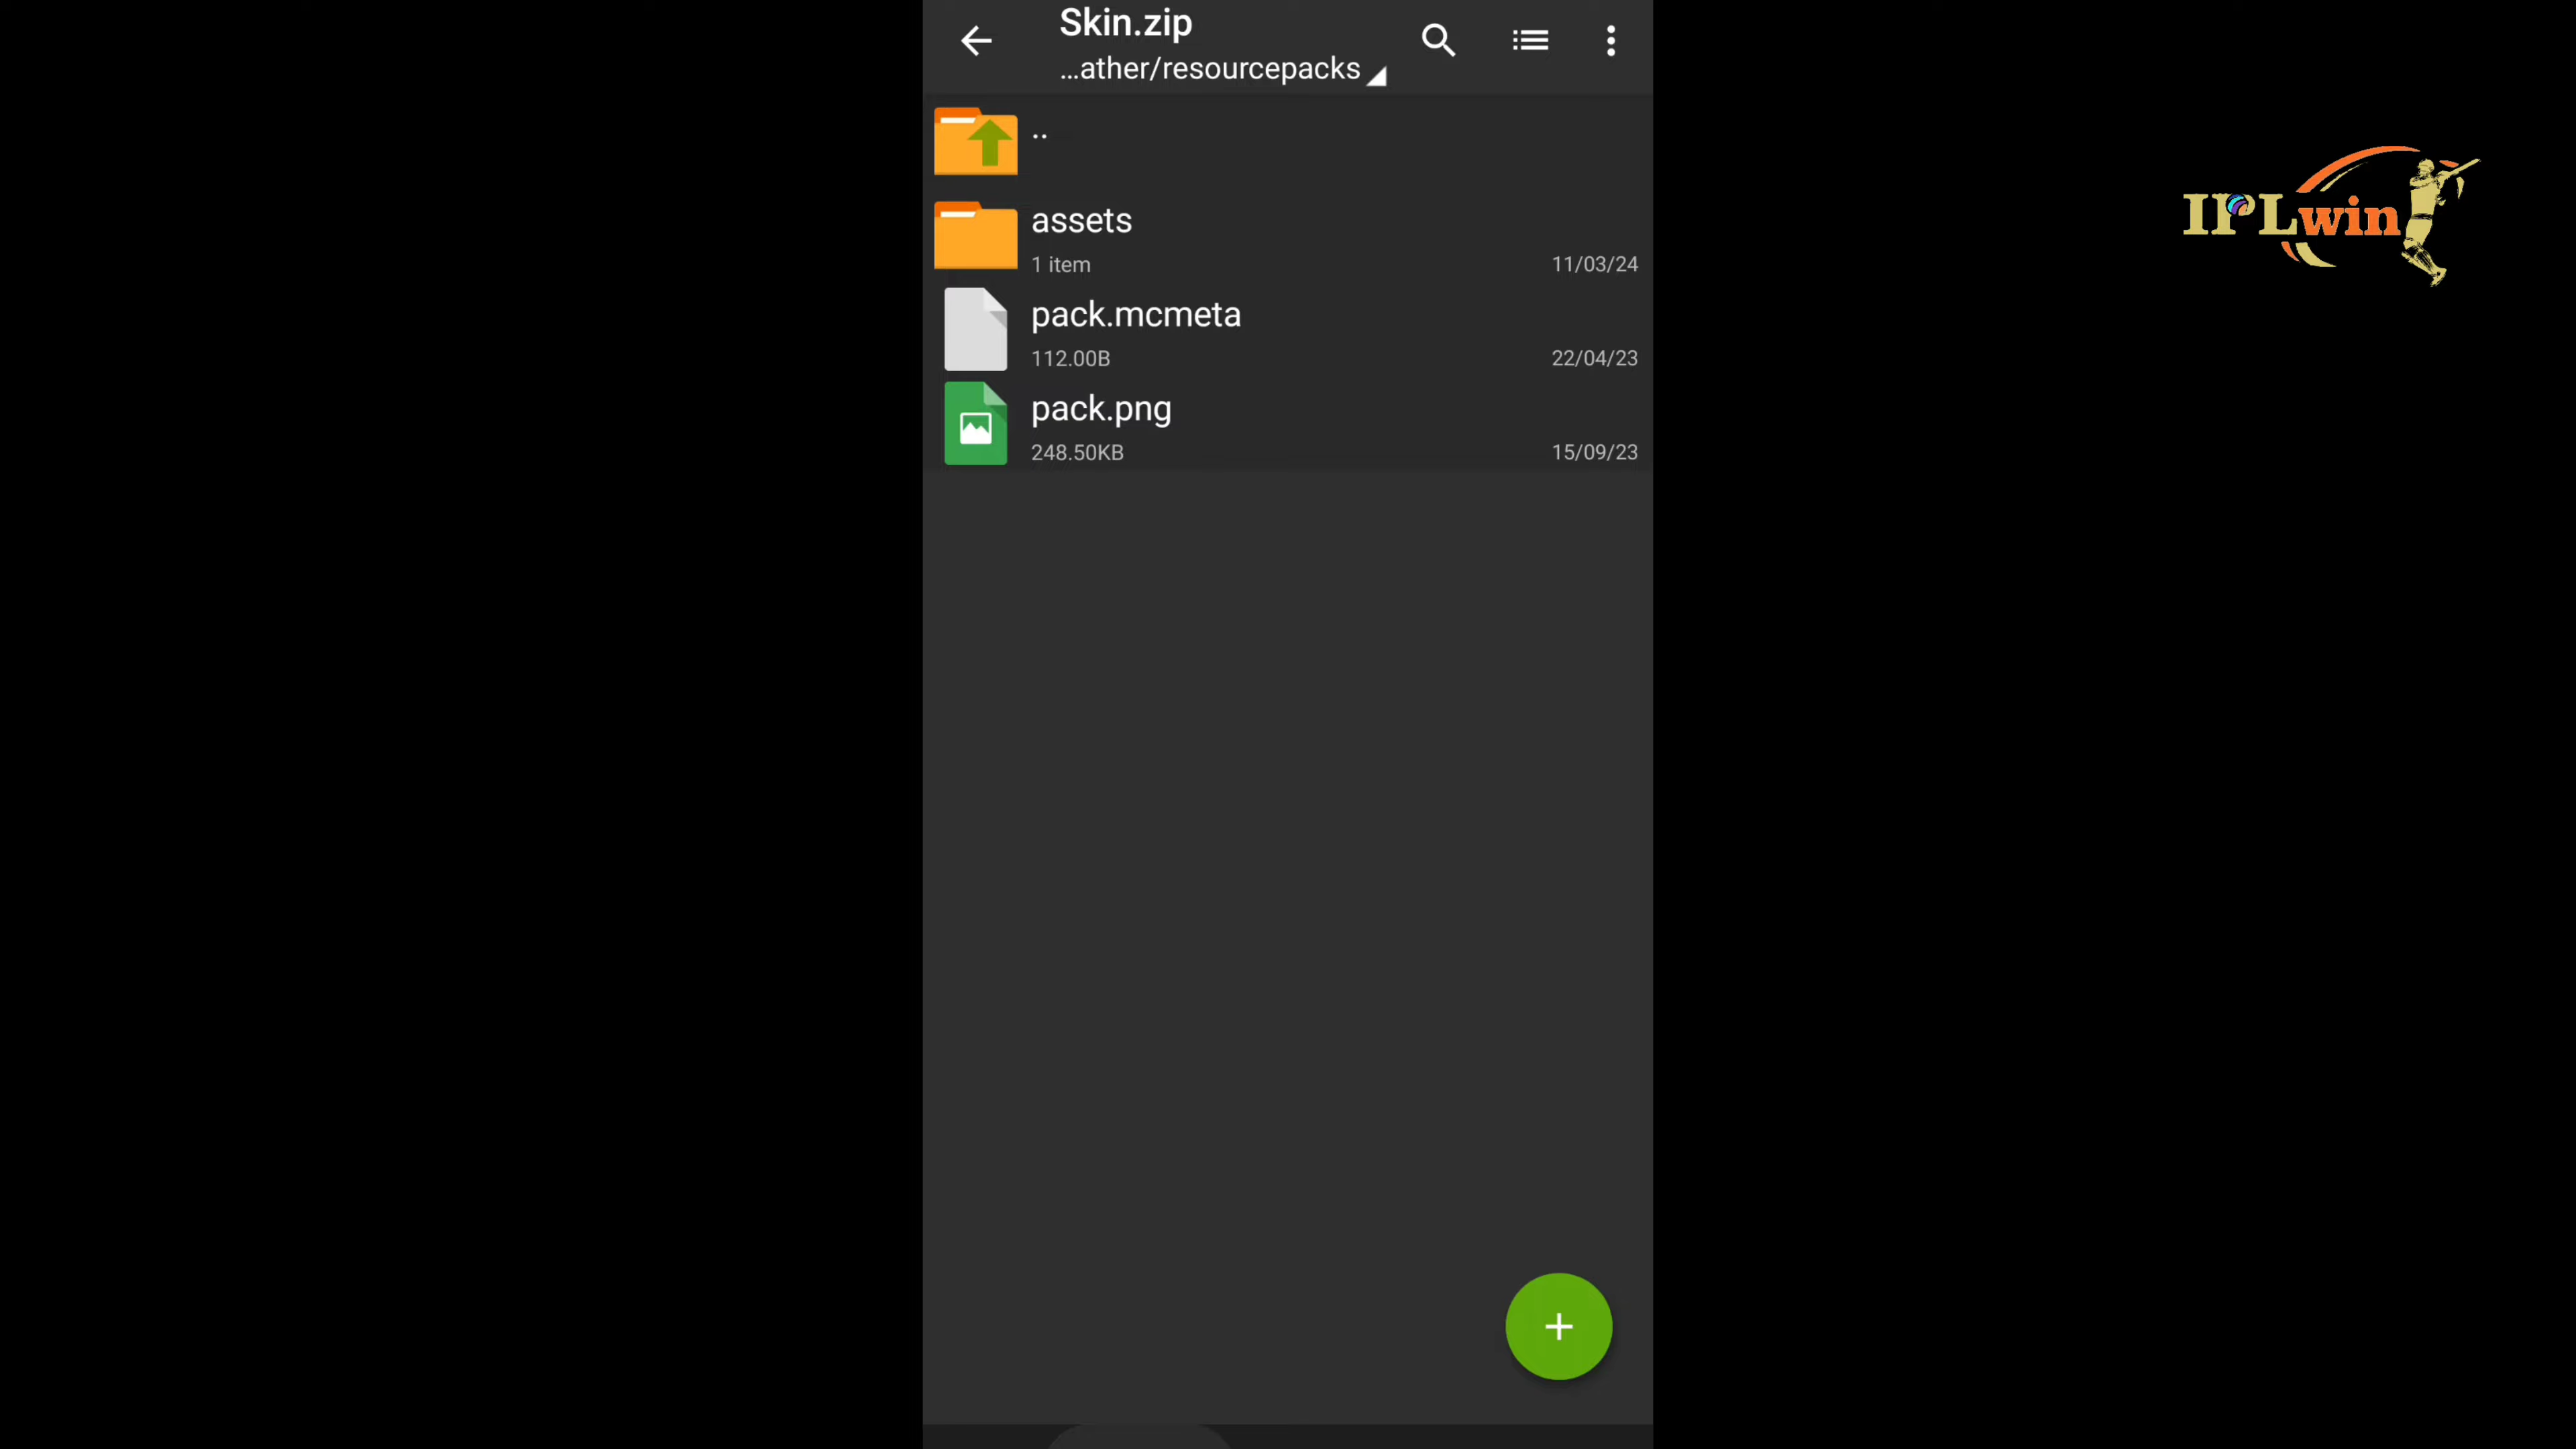 Skin.zip
...ather/resourcepacks
..
assets
1 item
11/03/24
pack.mcmeta
112.00B
22/04/23
pack.png
248.50KB
15/09/23
IPLwin